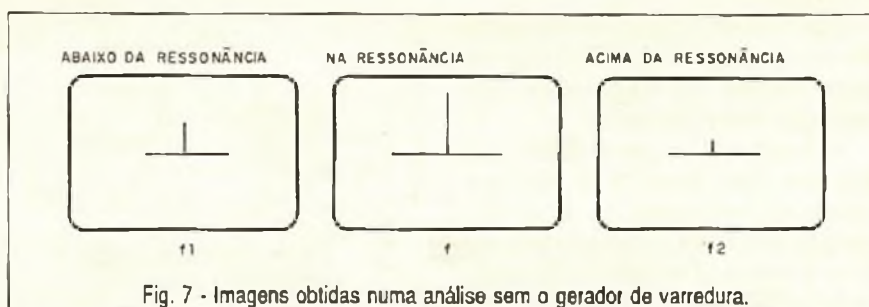 ABAIXO DA RESSONÂNCIA
NA RESSONÂNCIA
ACIMA DA RESSONÂNCIA
f1
f
f2
Fig. 7 - Imagens obtidas numa análise sem o gerador de varredura.